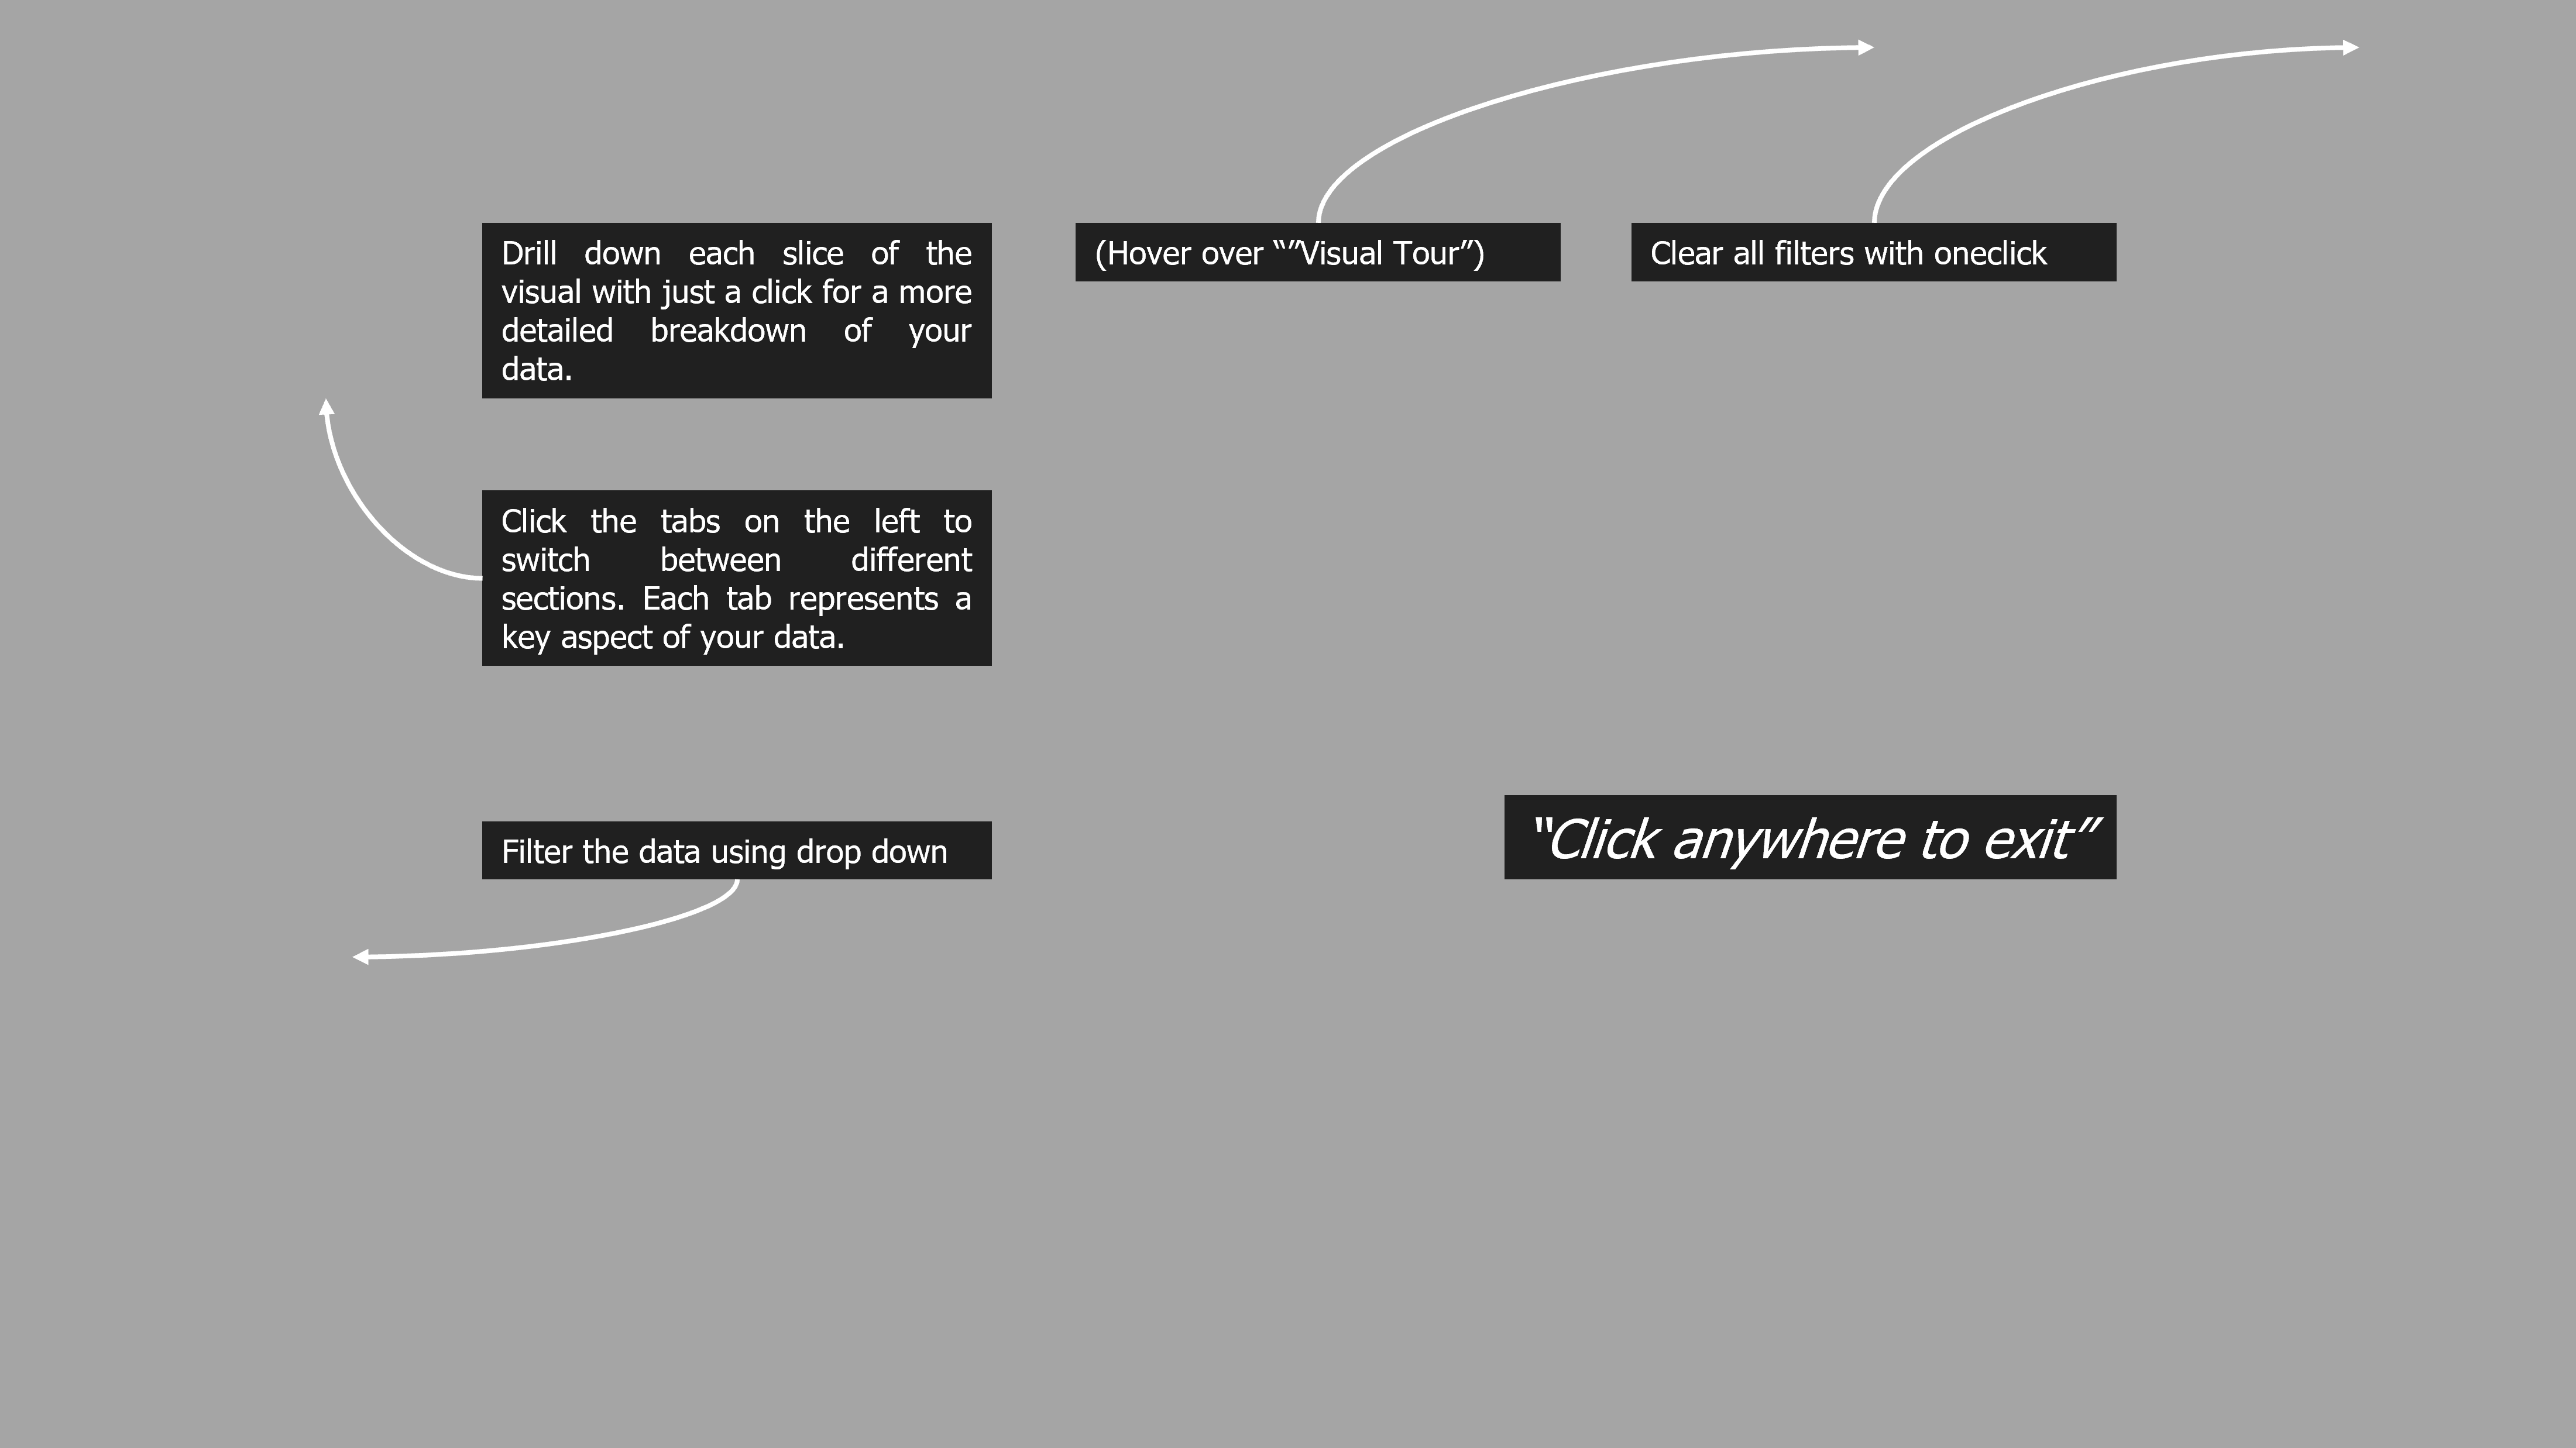 Drill down each slice of the
visual with just a click for a more
detailed breakdown of your
data.
(Hover over “”Visual Tour”)
Clear all filters with oneclick
Click the tabs on the left to
switch between different
sections. Each tab represents a
key aspect of your data.
Filter the data using drop down
“Click anywhere to exit”